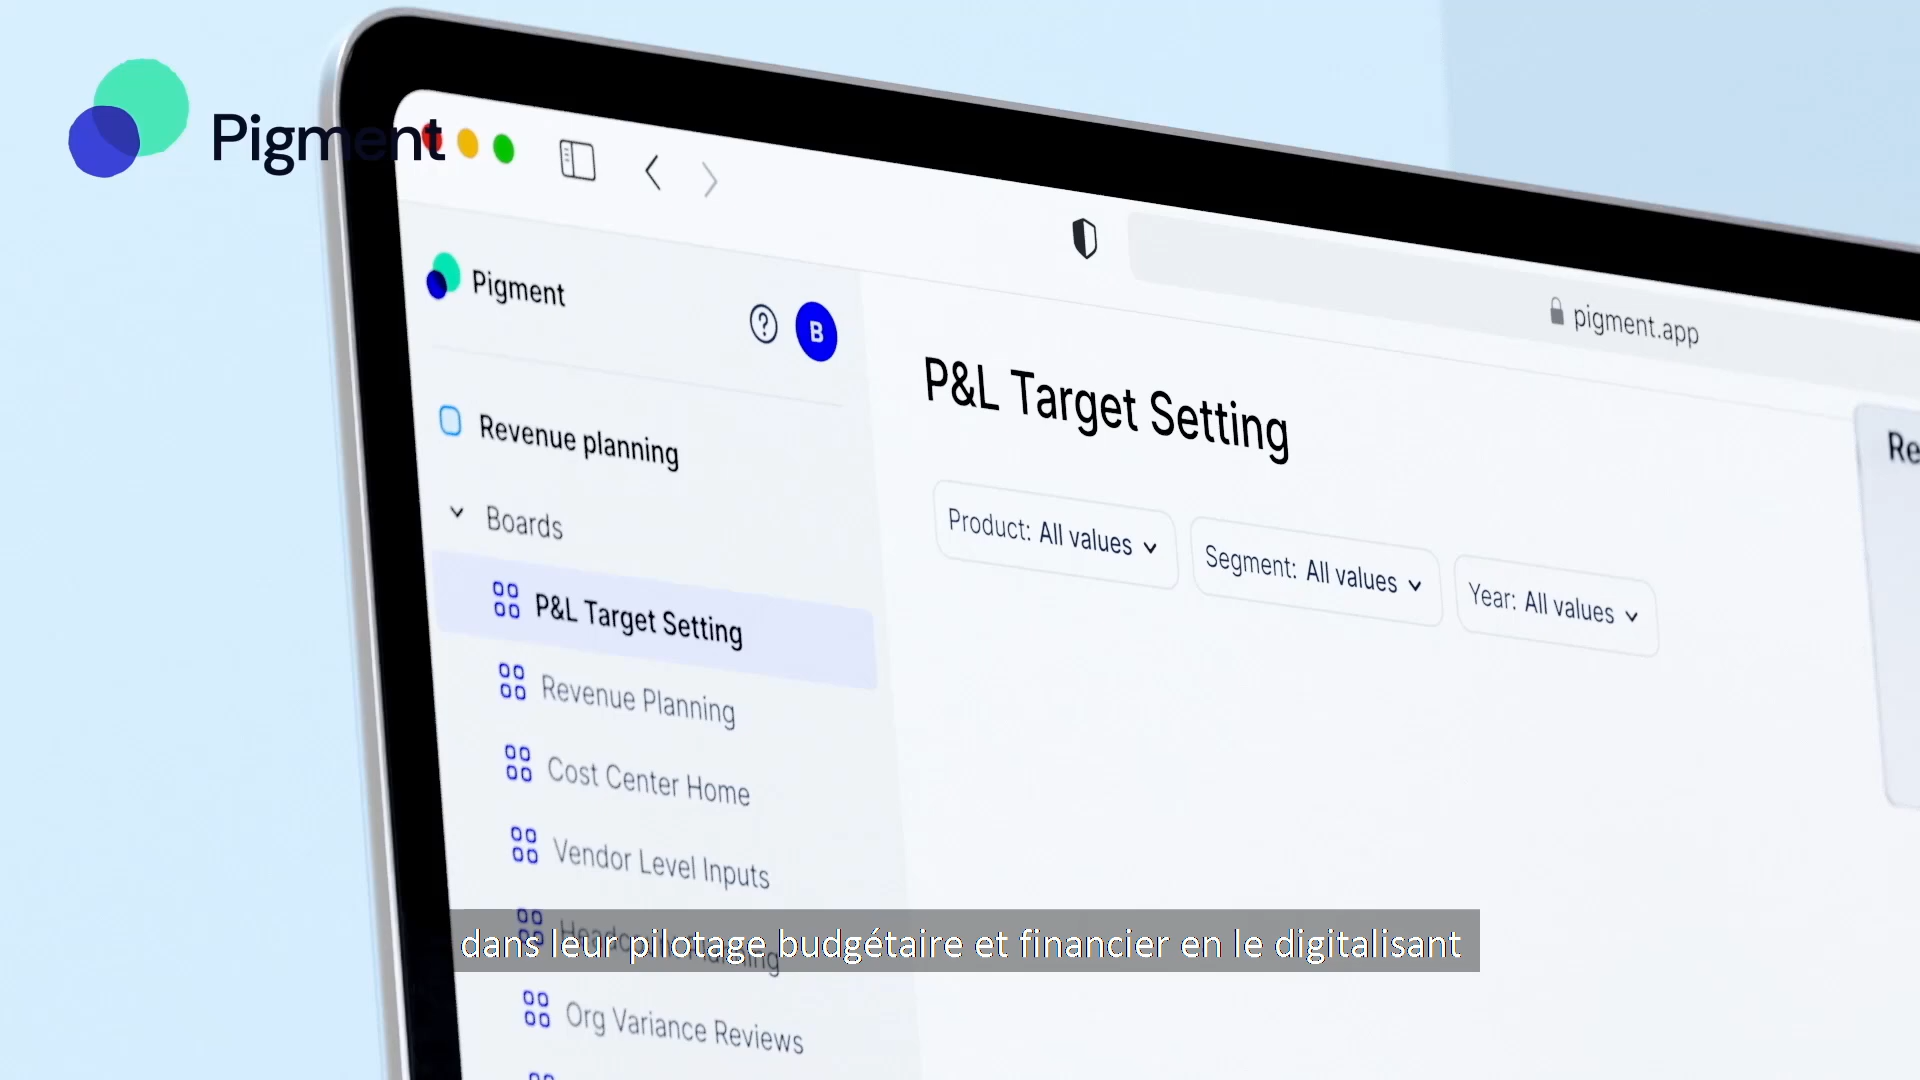 Pigment
Pigment
B
pigment.app
Revenue planning
Boards
P&L Target Setting
Revenue Planning
Cost Center Home
Vendor Level Inputs
Org Variance Reviews
P&L Target Setting
Product: All values
Segment: All values
Year: All values
Re
dans leur pilotage budgétaire et financier en le digitalisant